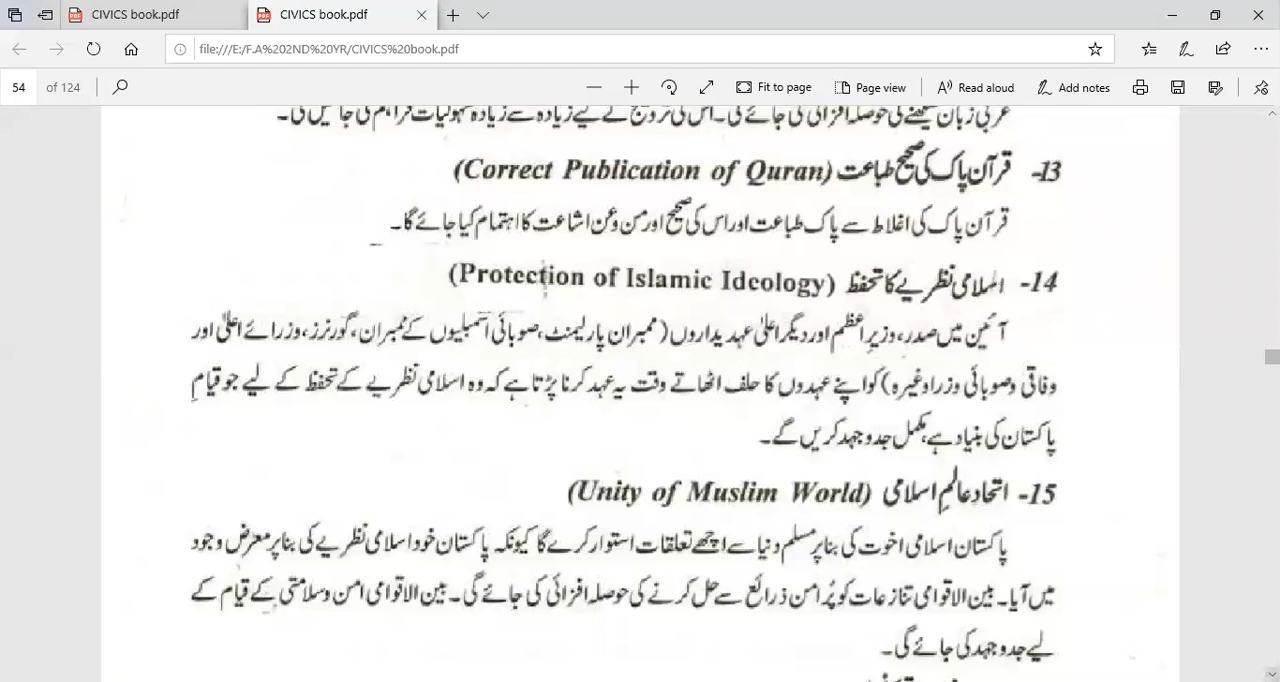 CIVICS book.pdf
CIVICS book.pdf
file:///E:/F.A%202ND%20YR/CIVICS%20book.pdf
54 of 124
Fit to page
Page view
Read aloud
Add notes
عربی زبان سیکھنے کی حوصلہ افزائی کی جائے گی۔ اس کی ترویج کے لیے زیادہ سے زیادہ سہولیات فراہم کی جائیں گی۔
13- قرآن پاک کی صحیح طباعت (Correct Publication of Quran)
قرآن پاک کی اغلاط سے پاک طباعت اور اس کی صحیح اور من و عن اشاعت کا اہتمام کیا جائے گا۔
14- اسلامی نظریے کا تحفظ (Protection of Islamic Ideology)
آئین میں صدر، وزیرِ اعظم اور دیگر اعلیٰ عہدیداروں (ممبران پارلیمنٹ، صوبائی اسمبلیوں کے ممبران، گورنرز، وزرائے اعلیٰ اور
وفاقی و صوبائی وزرا وغیرہ) کو اپنے عہدوں کا حلف اٹھاتے وقت یہ عہد کرنا پڑتا ہے کہ وہ اسلامی نظریے کے تحفظ کے لیے جو قیامِ
پاکستان کی بنیاد ہے، مکمل جدوجہد کریں گے۔
15- اتحاد عالمِ اسلامی (Unity of Muslim World)
پاکستان اسلامی اخوت کی بنا پر مسلم دنیا سے اچھے تعلقات استوار کرے گا کیونکہ پاکستان خود اسلامی نظریے کی بنا پر معرض وجود
میں آیا۔ بین الاقوامی تنازعات کو پُر امن ذرائع سے حل کرنے کی حوصلہ افزائی کی جائے گی۔ بین الاقوامی امن و سلامتی کے قیام کے
لیے جدوجہد کی جائے گی۔